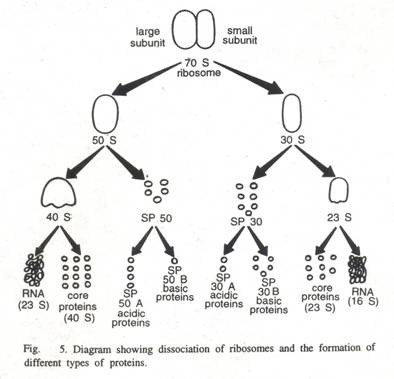 large subunit
small subunit
70 S
ribosome
50 S
30 S
40 S
SP 50
SP 30
23 S
RNA
(23 S)
core
proteins
(40 S)
SP
50 A
acidic
proteins
SP
50 B
basic
proteins
SP
30 A
acidic
proteins
SP
30 B
basic
proteins
core
proteins
(23 S)
RNA
(16 S)
Fig. 5. Diagram showing dissociation of ribosomes and the formation of
different types of proteins.